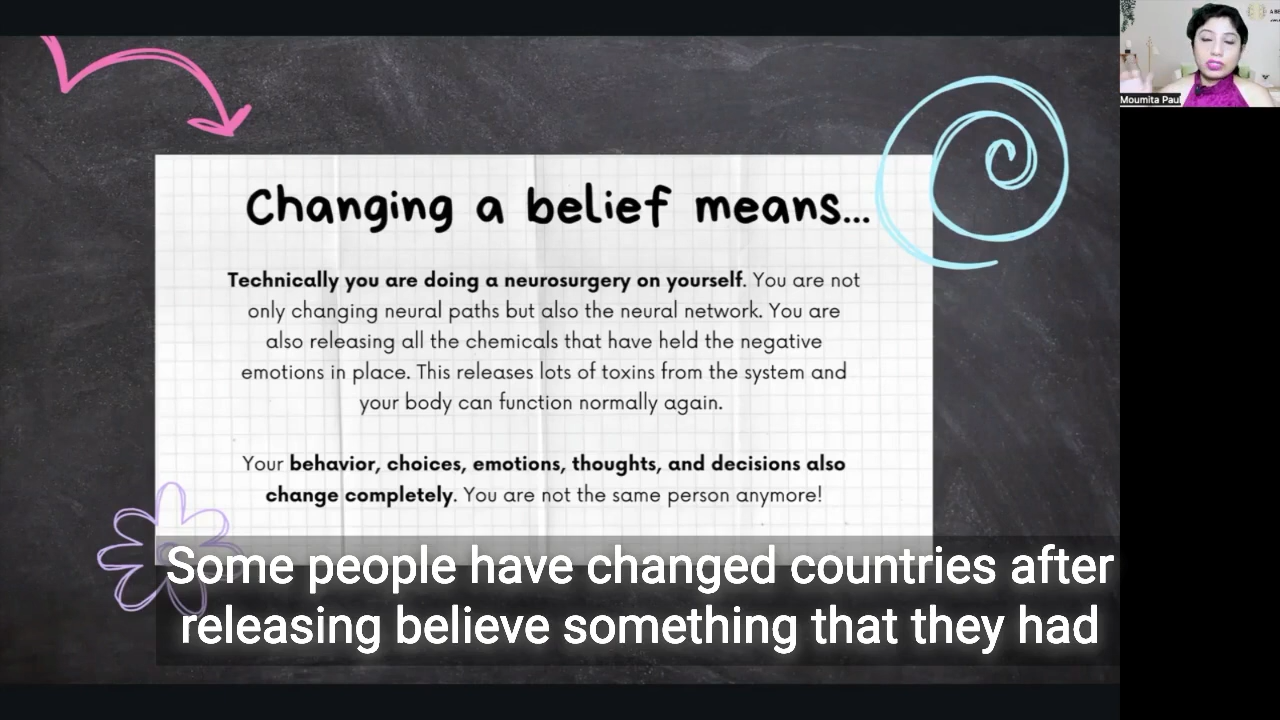 Changing a belief means...
Technically you are doing a neurosurgery on yourself. You are not
only changing neural paths but also the neural network. You are
also releasing all the chemicals that have held the negative
emotions in place. This releases lots of toxins from the system and
your body can function normally again.
Your behavior, choices, emotions, thoughts, and decisions also
change completely. You are not the same person anymore!
Some people have changed countries after
releasing believe something that they had
Moumita Paul